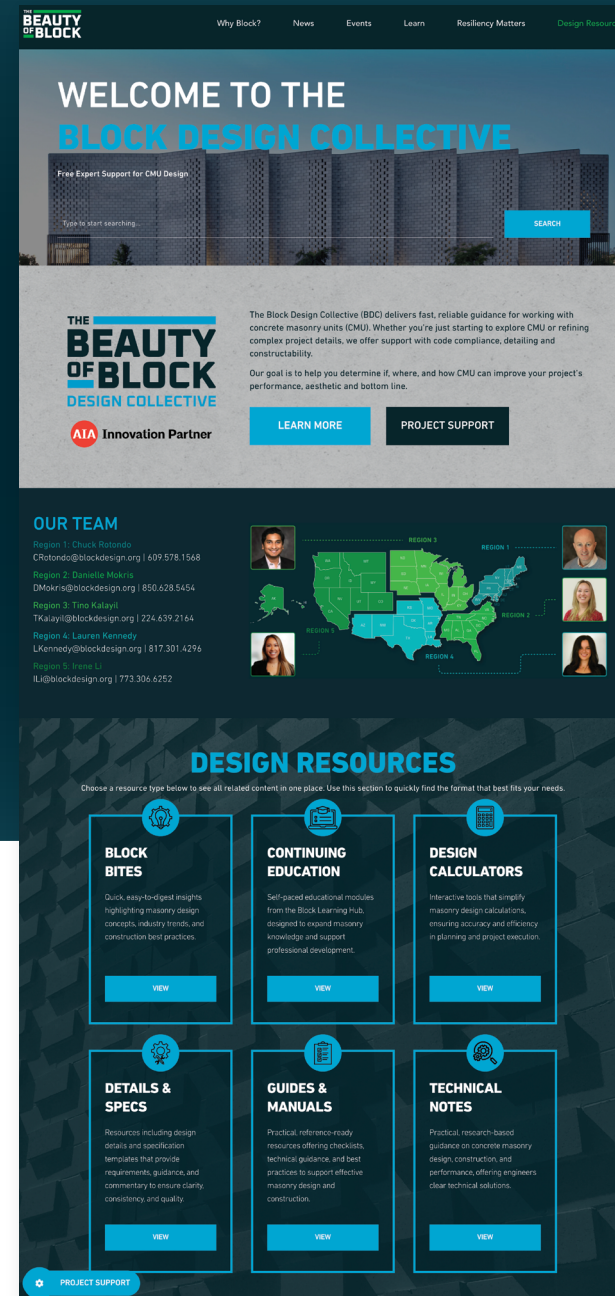 THE
BEAUTY
OF BLOCK
Why Block? News Events Learn Resiliency Matters Design Resourc
WELCOME TO THE
BLOCK DESIGN COLLECTIVE
Free Expert Support for CMU Design
Type to start searching...
SEARCH
THE
BEAUTY
OF BLOCK
DESIGN COLLECTIVE
AIA Innovation Partner
The Block Design Collective (BDC) delivers fast, reliable guidance for working with
concrete masonry units (CMU). Whether you're just starting to explore CMU or refining
complex project details, we offer support with code compliance, detailing and
constructability.
Our goal is to help you determine if, where, and how CMU can improve your project's
performance, aesthetic and bottom line.
LEARN MORE
PROJECT SUPPORT
OUR TEAM
Region 1: Chuck Rotondo
CRotondo@blockdesign.org | 609.578.1568
Region 2: Danielle Mokris
DMokris@blockdesign.org | 850.628.5454
Region 3: Tino Kalayil
TKalayil@blockdesign.org | 224.639.2164
Region 4: Lauren Kennedy
LKennedy@blockdesign.org | 817.301.4296
Region 5: Irene Li
ILi@blockdesign.org | 773.306.6252
REGION 3
REGION 1
REGION 2
REGION 5
REGION 4
DESIGN RESOURCES
Choose a resource type below to see all related content in one place. Use this section to quickly find the format that best fits your needs.
BLOCK
BITES
Quick, easy-to-digest insights
highlighting masonry design
concepts, industry trends, and
construction best practices.
VIEW
CONTINUING
EDUCATION
Self-paced educational modules
from the Block Learning Hub,
designed to expand masonry
knowledge and support
professional development.
VIEW
DESIGN
CALCULATORS
Interactive tools that simplify
masonry design calculations,
ensuring accuracy and efficiency
in planning and project execution.
VIEW
DETAILS &
SPECS
Resources including design
details and specification
templates that provide
requirements, guidance, and
commentary to ensure clarity,
consistency, and quality.
VIEW
GUIDES &
MANUALS
Practical, reference-ready
resources offering checklists,
technical guidance, and best
practices to support effective
masonry design and
construction.
VIEW
TECHNICAL
NOTES
Practical, research-based
guidance on concrete masonry
design, construction, and
performance, offering engineers
clear technical solutions.
VIEW
PROJECT SUPPORT